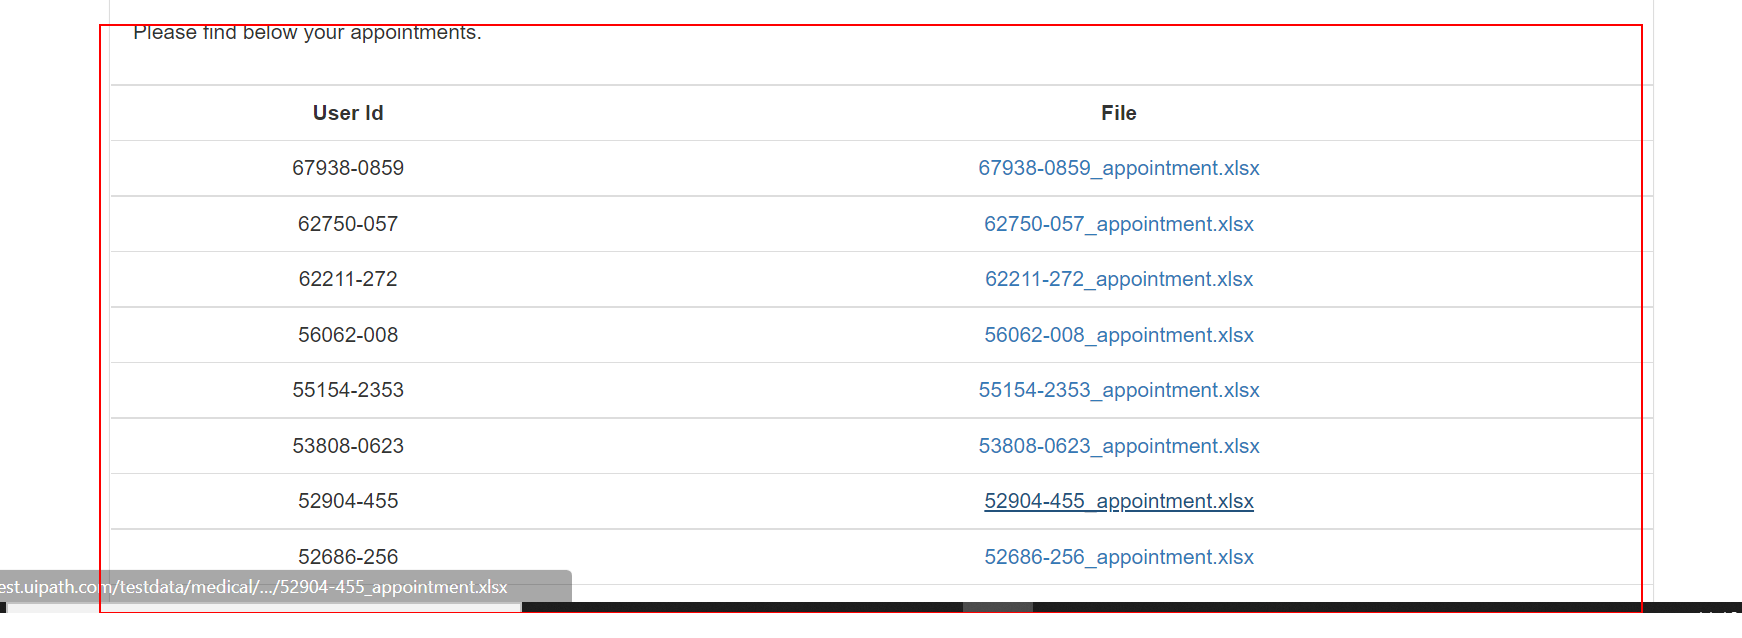 Please find below your appointments.
User Id File
67938-0859 67938-0859_appointment.xlsx
62750-057 62750-057_appointment.xlsx
62211-272 62211-272_appointment.xlsx
56062-008 56062-008_appointment.xlsx
55154-2353 55154-2353_appointment.xlsx
53808-0623 53808-0623_appointment.xlsx
52904-455 52904-455_appointment.xlsx
52686-256 52686-256_appointment.xlsx
est.uipath.com/testdata/medical/.../52904-455_appointment.xlsx